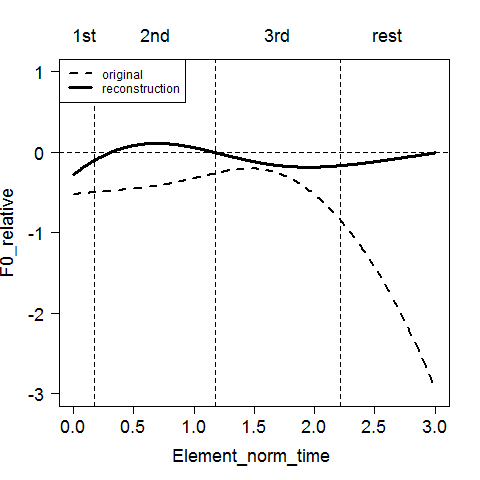 1st 2nd 3rd rest
original
reconstruction
1
0
-1
-2
-3
F0_relative
0.0 0.5 1.0 1.5 2.0 2.5 3.0
Element_norm_time